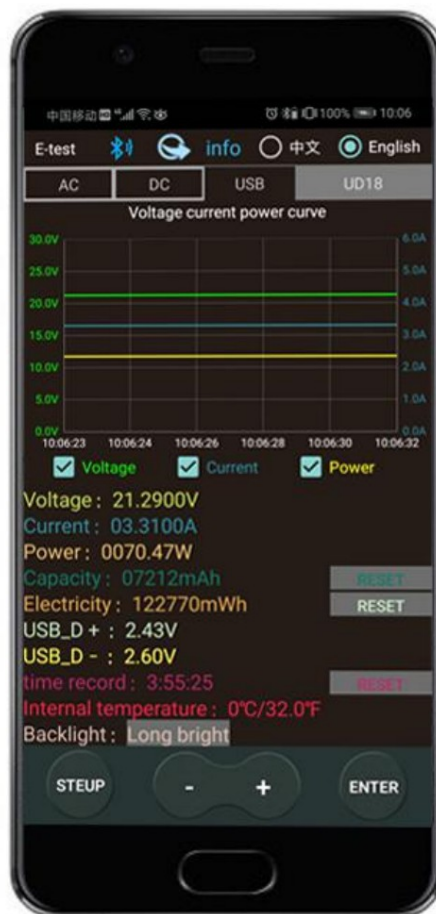 中国移动 HD 4G 100% 10:06
E-test info 中文 English
AC DC USB UD18
Voltage current power curve
30.0V 6.0A
25.0V 5.0A
20.0V 4.0A
15.0V 3.0A
10.0V 2.0A
5.0V 1.0A
0.0V 0.0A
10:06:23 10:06:24 10:06:26 10:06:28 10:06:30 10:06:32
Voltage Current Power
Voltage : 21.2900V
Current : 03.3100A
Power : 0070.47W
Capacity : 07212mAh RESET
Electricity : 122770mWh RESET
USB_D + : 2.43V
USB_D - : 2.60V
time record : 3:55:25 RESET
Internal temperature : 0℃/32.0℉
Backlight : Long bright
STEUP - + ENTER